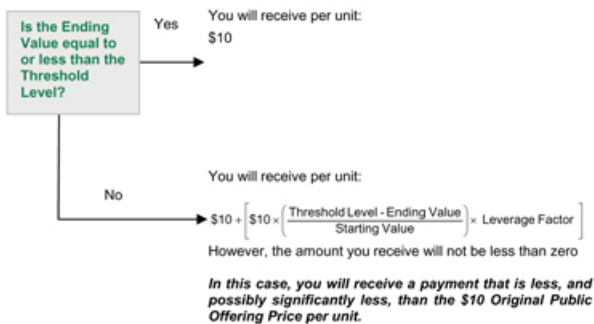 Is the Ending
Value equal to
or less than the
Threshold
Level?
Yes
You will receive per unit:
$10
No
You will receive per unit:
$10 + [ $10 × ( Threshold Level - Ending Value / Starting Value ) × Leverage Factor ]
However, the amount you receive will not be less than zero
In this case, you will receive a payment that is less, and
possibly significantly less, than the $10 Original Public
Offering Price per unit.